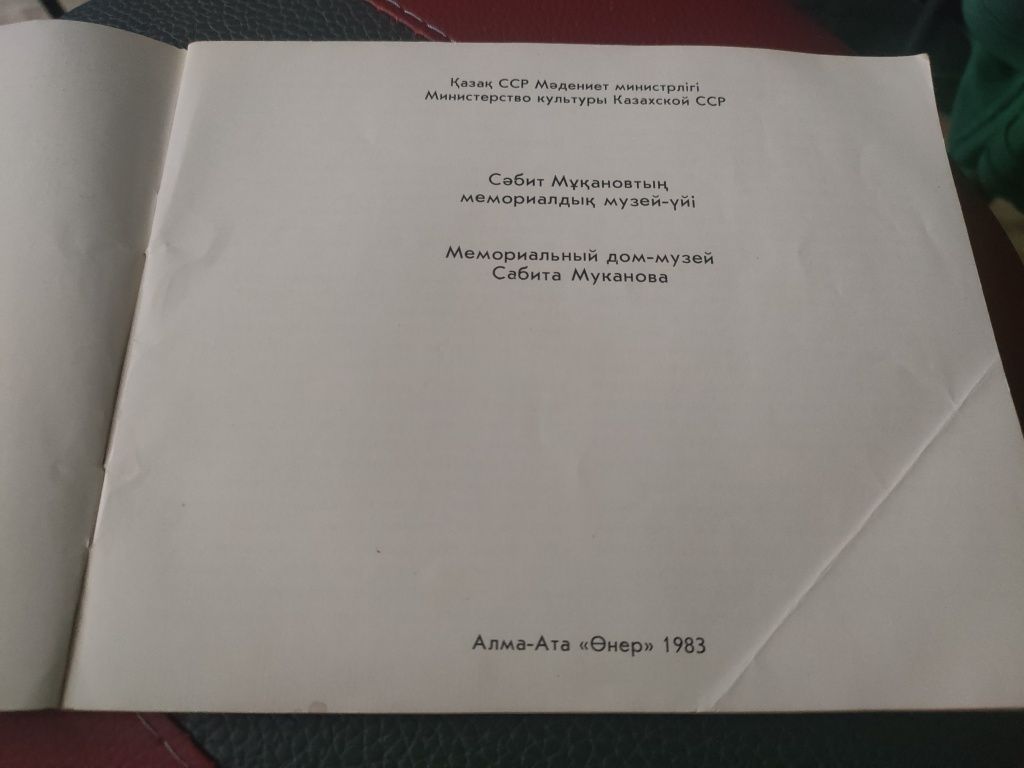 Қазақ ССР Мәдениет министрлігі
Министерство культуры Казахской ССР
Сәбит Мұқановтың
мемориалдық музей-үйі
Мемориальный дом-музей
Сабита Муканова
Алма-Ата «Өнер» 1983